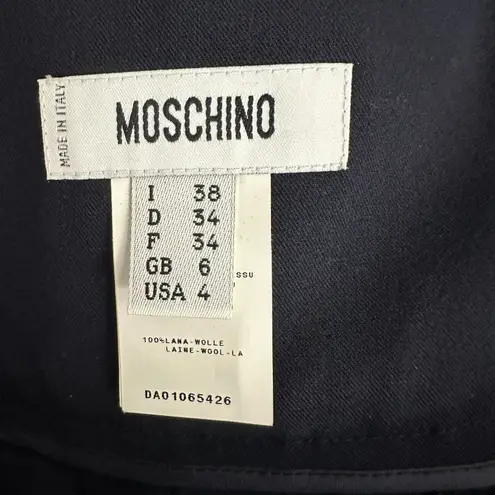 MADE IN ITALY
MOSCHINO
I 38
D 34
F 34
GB 6
USA 4
SSU
100%LANA-WOLLE
LAINE-WOOL-LA
DA01065426